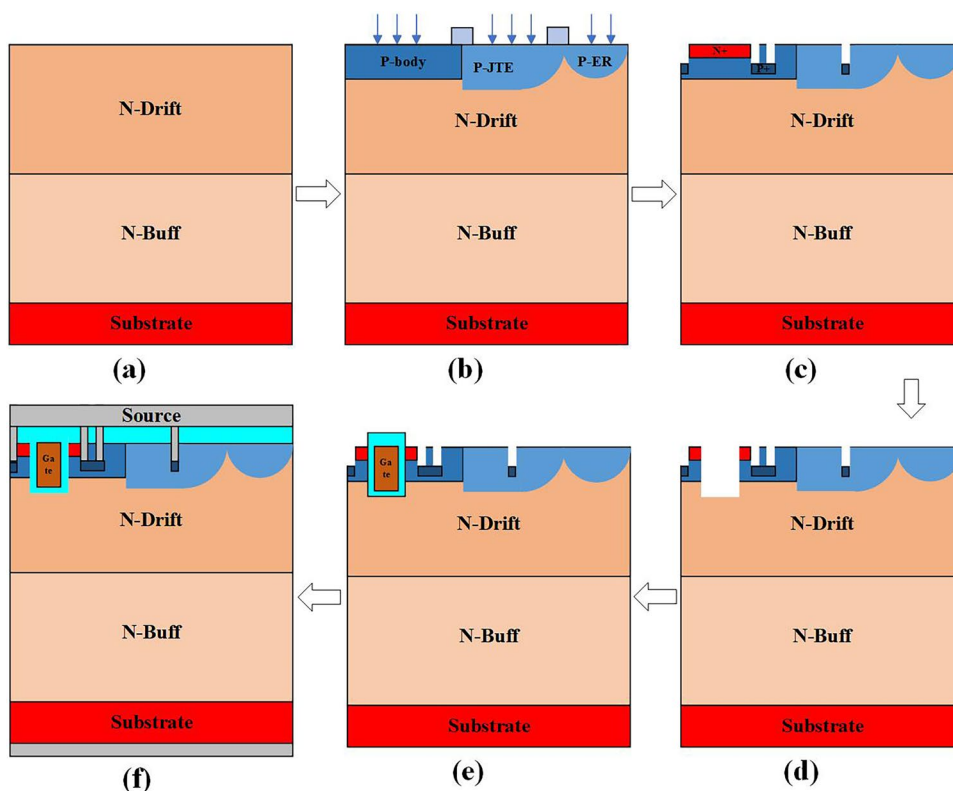 N-Drift
N-Buff
Substrate
(a)
P-body
P-JTE
P-ER
N-Drift
N-Buff
Substrate
(b)
N+
P+
N-Drift
N-Buff
Substrate
(c)
N-Drift
N-Buff
Substrate
(d)
Ga
te
N-Drift
N-Buff
Substrate
(e)
Source
Ga
te
N-Drift
N-Buff
Substrate
(f)